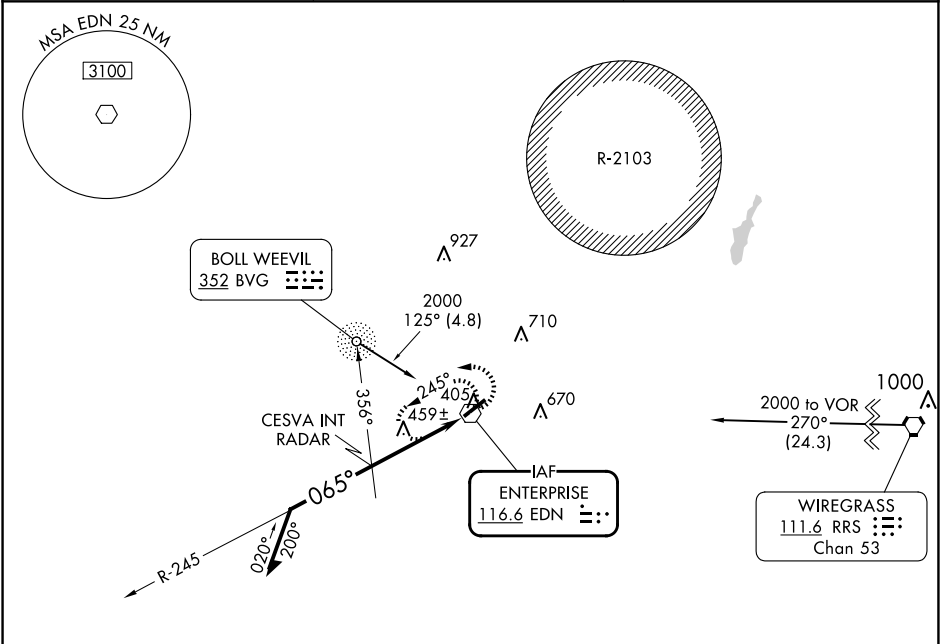 MSA EDN 25 NM
3100
R-2103
BOLL WEEVIL
352 BVG
927
2000
125° (4.8)
710
356°
245°
405
459±
670
CESVA INT
RADAR
065°
1000
2000 to VOR
270°
(24.3)
IAF
ENTERPRISE
116.6 EDN
WIREGRASS
111.6 RRS
Chan 53
020°
200°
R-245